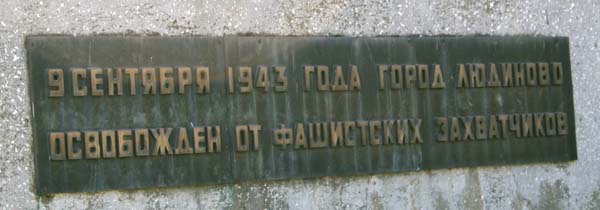 9 СЕНТЯБРЯ 1943 ГОДА ГОРОД ЛЮДИНОВО
ОСВОБОЖДЕН ОТ ФАШИСТСКИХ ЗАХВАТЧИКОВ